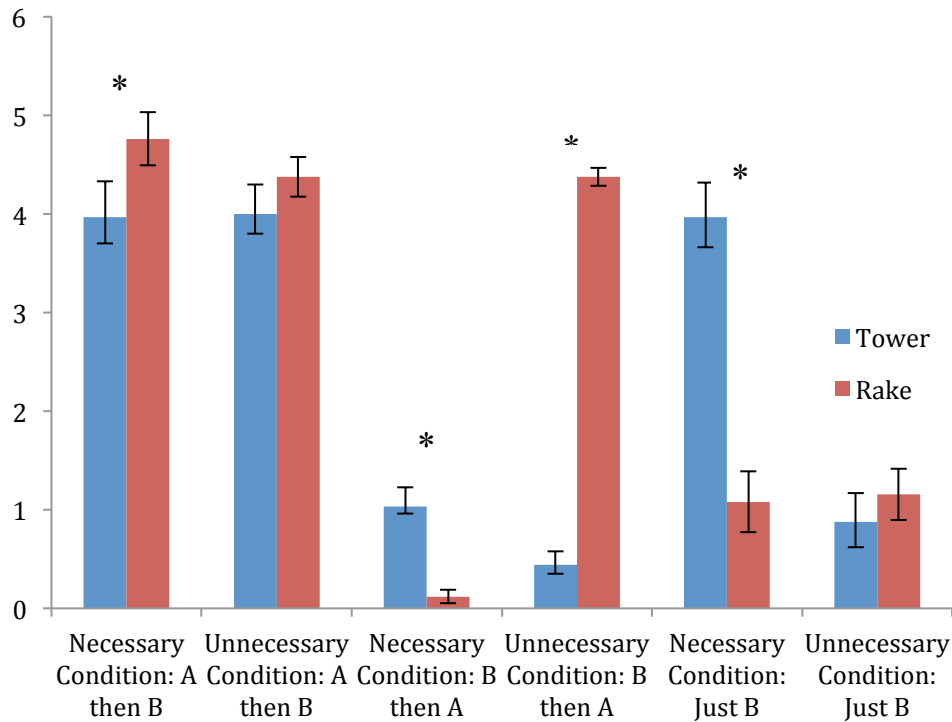 6
5
4
3
2
1
0
*
*
*
*
Tower
Rake
Necessary Condition: A then B
Unnecessary Condition: A then B
Necessary Condition: B then A
Unnecessary Condition: B then A
Necessary Condition: Just B
Unnecessary Condition: Just B